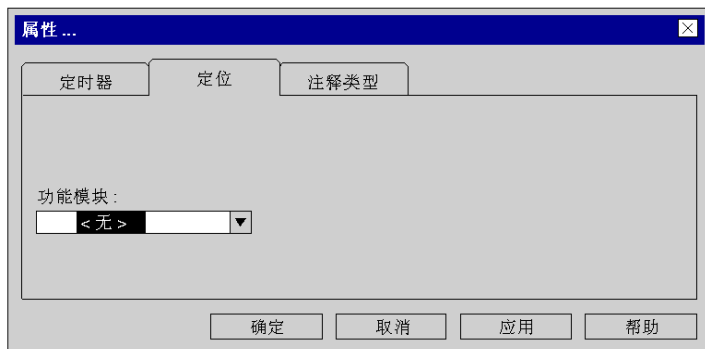 属性...
定时器 定位 注释类型
功能模块:
<无>
确定 取消 应用 帮助